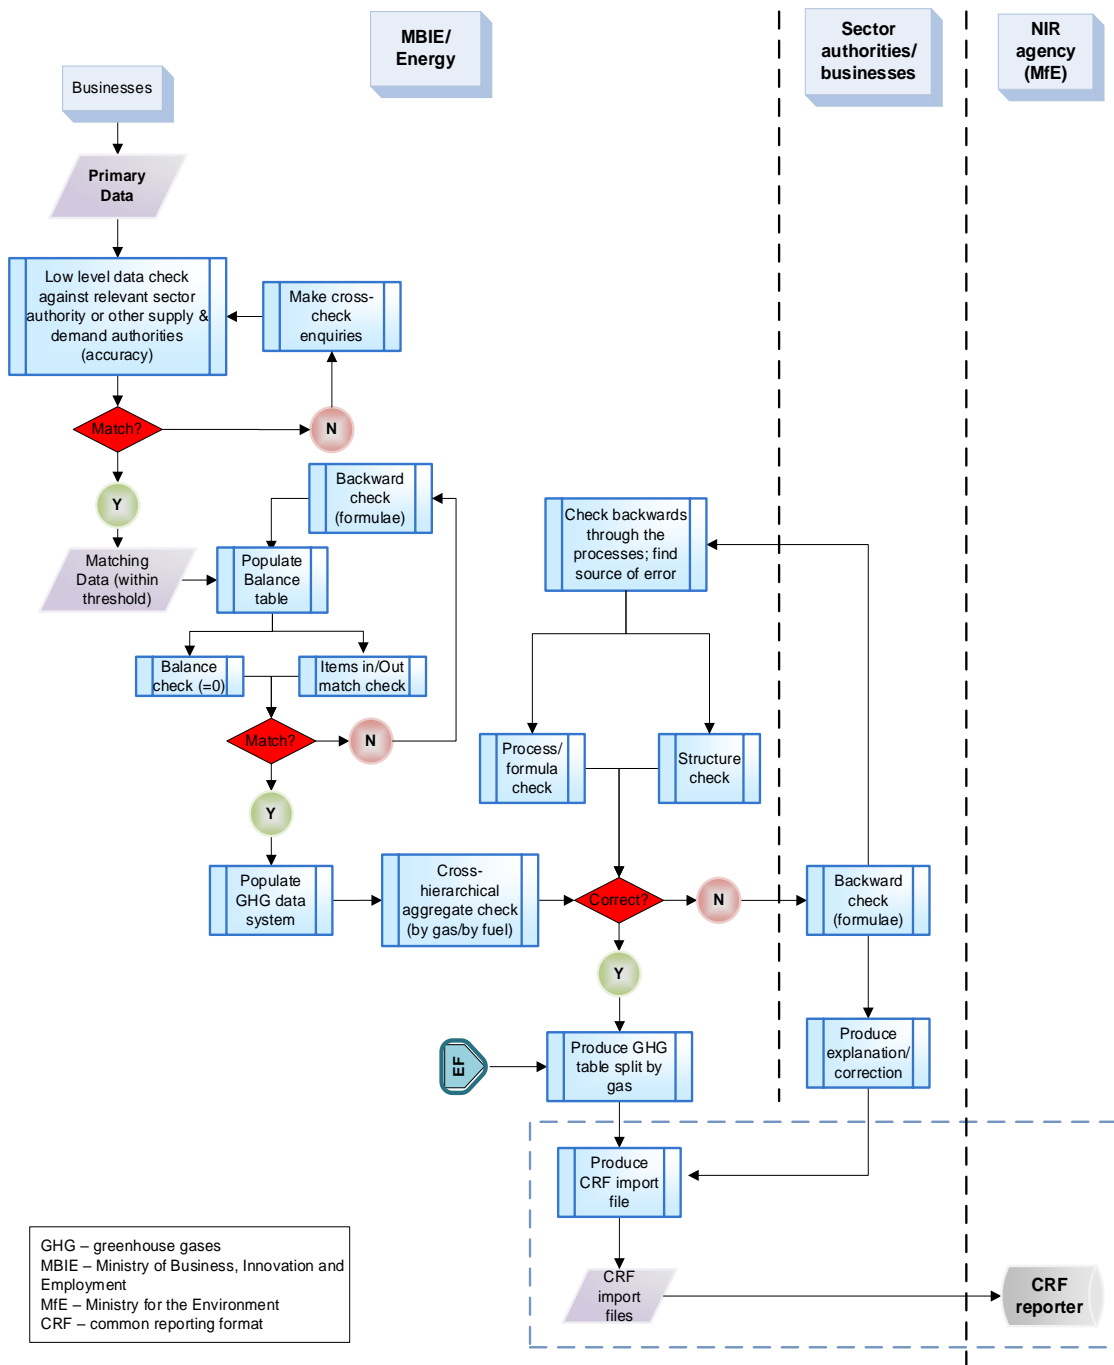 MBIE/
Energy
Sector
authorities/
businesses
NIR
agency
(MfE)
Businesses
Primary
Data
Low level data check
against relevant sector
authority or other supply &
demand authorities
(accuracy)
Make cross-
check
enquiries
Match?
N
Y
Backward
check
(formulae)
Matching
Data (within
threshold)
Populate
Balance
table
Check backwards
through the
processes; find
source of error
Balance
check (=0)
Items in/Out
match check
Match?
N
Process/
formula
check
Structure
check
Y
Populate
GHG data
system
Cross-
hierarchical
aggregate check
(by gas/by fuel)
Correct?
N
Backward
check
(formulae)
Y
EF
Produce GHG
table split by
gas
Produce
explanation/
correction
Produce
CRF import
file
CRF
import
files
CRF
reporter
GHG – greenhouse gases
MBIE – Ministry of Business, Innovation and
Employment
MfE – Ministry for the Environment
CRF – common reporting format